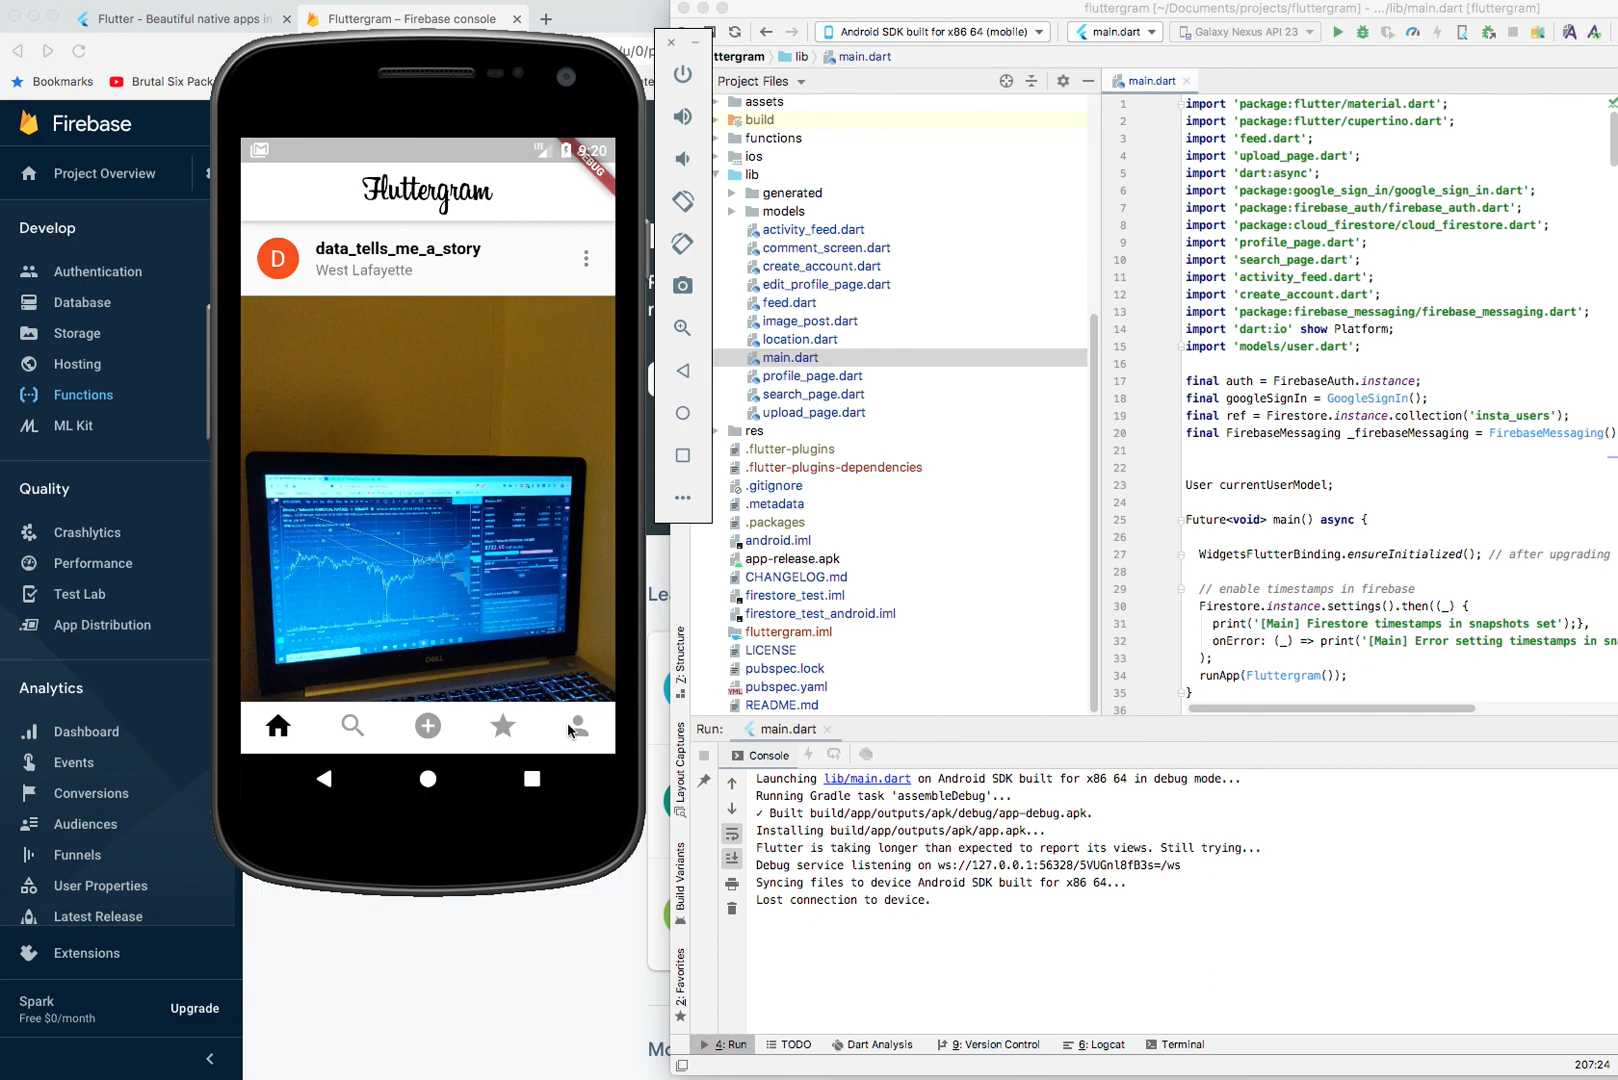 Flutter - Beautiful native apps in
Fluttergram – Firebase console
fluttergram [~/Documents/projects/fluttergram] - .../lib/main.dart [fluttergram]
Android SDK built for x86 64 (mobile)
main.dart
Galaxy Nexus API 23
/u/0/p
Bookmarks
Brutal Six Pack
ttergram
lib
main.dart
Firebase
Project Overview
Develop
Authentication
Database
Storage
Hosting
Functions
ML Kit
Quality
Crashlytics
Performance
Test Lab
App Distribution
Analytics
Dashboard
Events
Conversions
Audiences
Funnels
User Properties
Latest Release
Extensions
Spark
Free $0/month
Upgrade
LTE
9:20
DEBUG
Fluttergram
D
data_tells_me_a_story
West Lafayette
DELL
Lea
Mo
Project Files
assets
build
functions
ios
lib
generated
models
activity_feed.dart
comment_screen.dart
create_account.dart
edit_profile_page.dart
feed.dart
image_post.dart
location.dart
main.dart
profile_page.dart
search_page.dart
upload_page.dart
res
.flutter-plugins
.flutter-plugins-dependencies
.gitignore
.metadata
.packages
android.iml
app-release.apk
CHANGELOG.md
firestore_test.iml
firestore_test_android.iml
fluttergram.iml
LICENSE
pubspec.lock
pubspec.yaml
README.md
main.dart
1 import 'package:flutter/material.dart';
2 import 'package:flutter/cupertino.dart';
3 import 'feed.dart';
4 import 'upload_page.dart';
5 import 'dart:async';
6 import 'package:google_sign_in/google_sign_in.dart';
7 import 'package:firebase_auth/firebase_auth.dart';
8 import 'package:cloud_firestore/cloud_firestore.dart';
9 import 'profile_page.dart';
10 import 'search_page.dart';
11 import 'activity_feed.dart';
12 import 'create_account.dart';
13 import 'package:firebase_messaging/firebase_messaging.dart';
14 import 'dart:io' show Platform;
15 import 'models/user.dart';
16
17 final auth = FirebaseAuth.instance;
18 final googleSignIn = GoogleSignIn();
19 final ref = Firestore.instance.collection('insta_users');
20 final FirebaseMessaging _firebaseMessaging = FirebaseMessaging()
21
22
23 User currentUserModel;
24
25 Future<void> main() async {
26
27 WidgetsFlutterBinding.ensureInitialized(); // after upgrading
28
29 // enable timestamps in firebase
30 Firestore.instance.settings().then((_) {
31 print('[Main] Firestore timestamps in snapshots set');},
32 onError: (_) => print('[Main] Error setting timestamps in sn
33 );
34 runApp(Fluttergram());
35 }
36
Z: Structure
Layout Captures
Build Variants
2: Favorites
Run:
main.dart
Console
Launching lib/main.dart on Android SDK built for x86 64 in debug mode...
Running Gradle task 'assembleDebug'...
✓ Built build/app/outputs/apk/debug/app-debug.apk.
Installing build/app/outputs/apk/app.apk...
Flutter is taking longer than expected to report its views. Still trying...
Debug service listening on ws://127.0.0.1:56328/5VUGnl8fB3s=/ws
Syncing files to device Android SDK built for x86 64...
Lost connection to device.
4: Run
TODO
Dart Analysis
9: Version Control
6: Logcat
Terminal
207:24